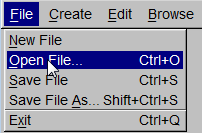 File Create Edit Browse
New File
Open File... Ctrl+O
Save File Ctrl+S
Save File As... Shift+Ctrl+S
Exit Ctrl+Q